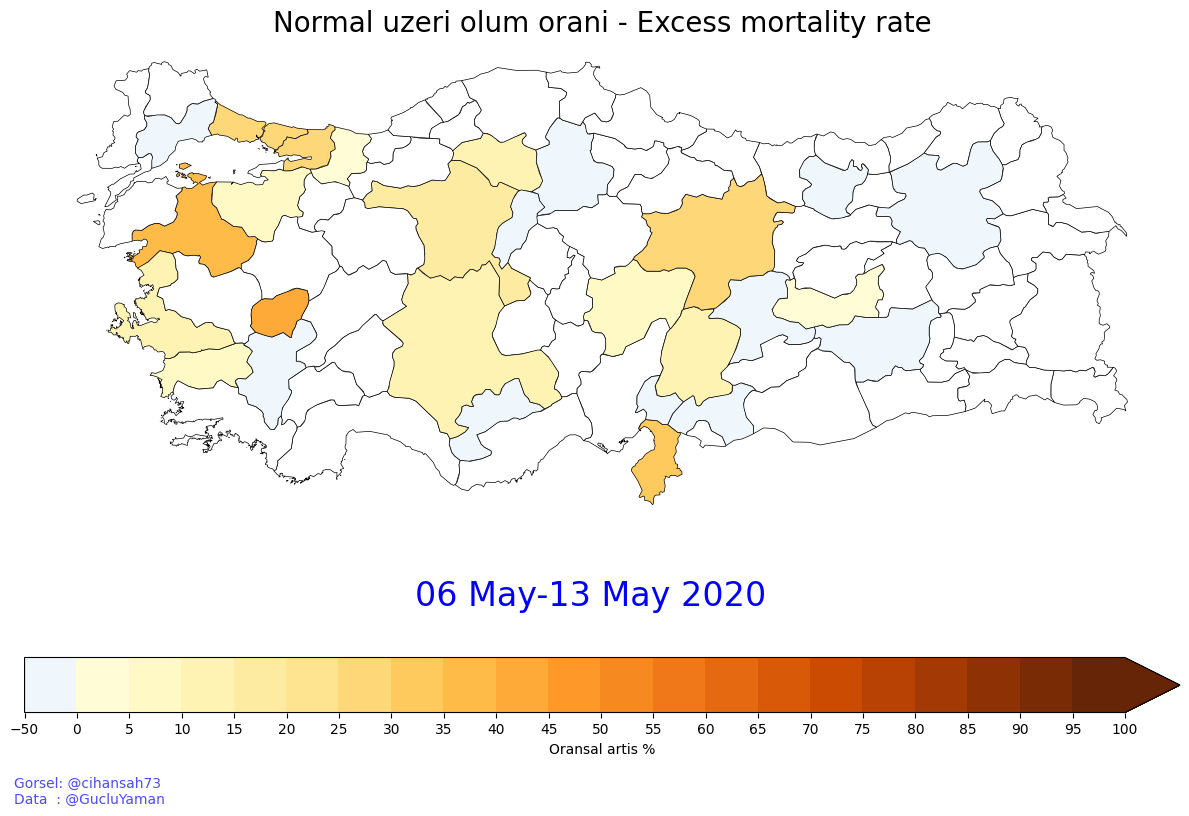 Normal uzeri olum orani - Excess mortality rate
06 May-13 May 2020
−50 0 5 10 15 20 25 30 35 40 45 50 55 60 65 70 75 80 85 90 95 100
Oransal artis %
Gorsel: @cihansah73
Data  : @GucluYaman